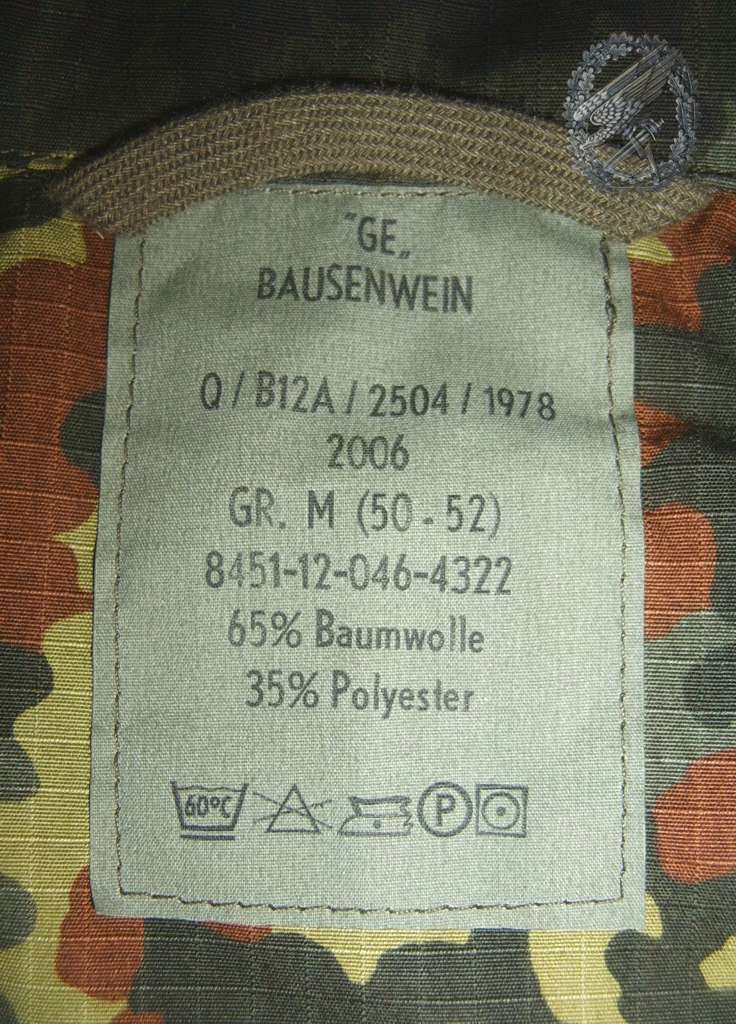 "GE„
BAUSENWEIN
Q / B12A / 2504 / 1978
2006
GR. M (50 - 52)
8451-12-046-4322
65% Baumwolle
35% Polyester
60°C P